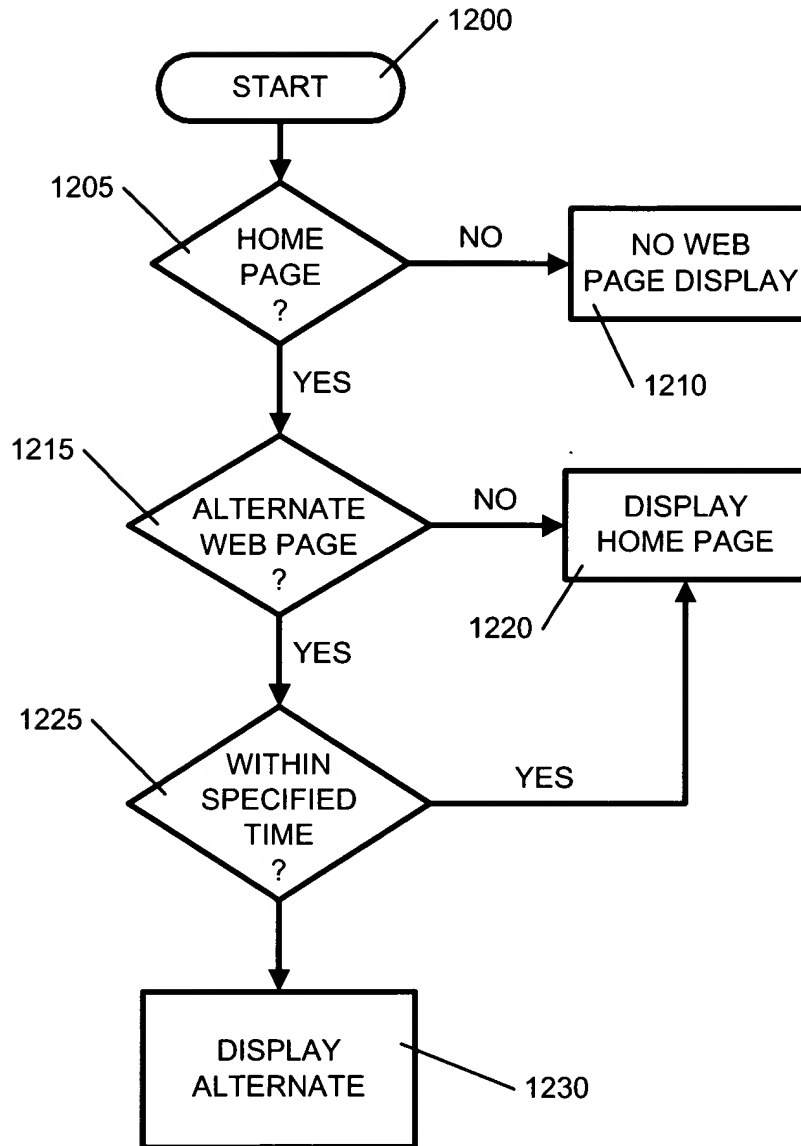 1200
START
1205
HOME
PAGE
?
NO
NO WEB
PAGE DISPLAY
1210
YES
1215
ALTERNATE
WEB PAGE
?
NO
DISPLAY
HOME PAGE
1220
YES
1225
WITHIN
SPECIFIED
TIME
?
YES
DISPLAY
ALTERNATE
1230